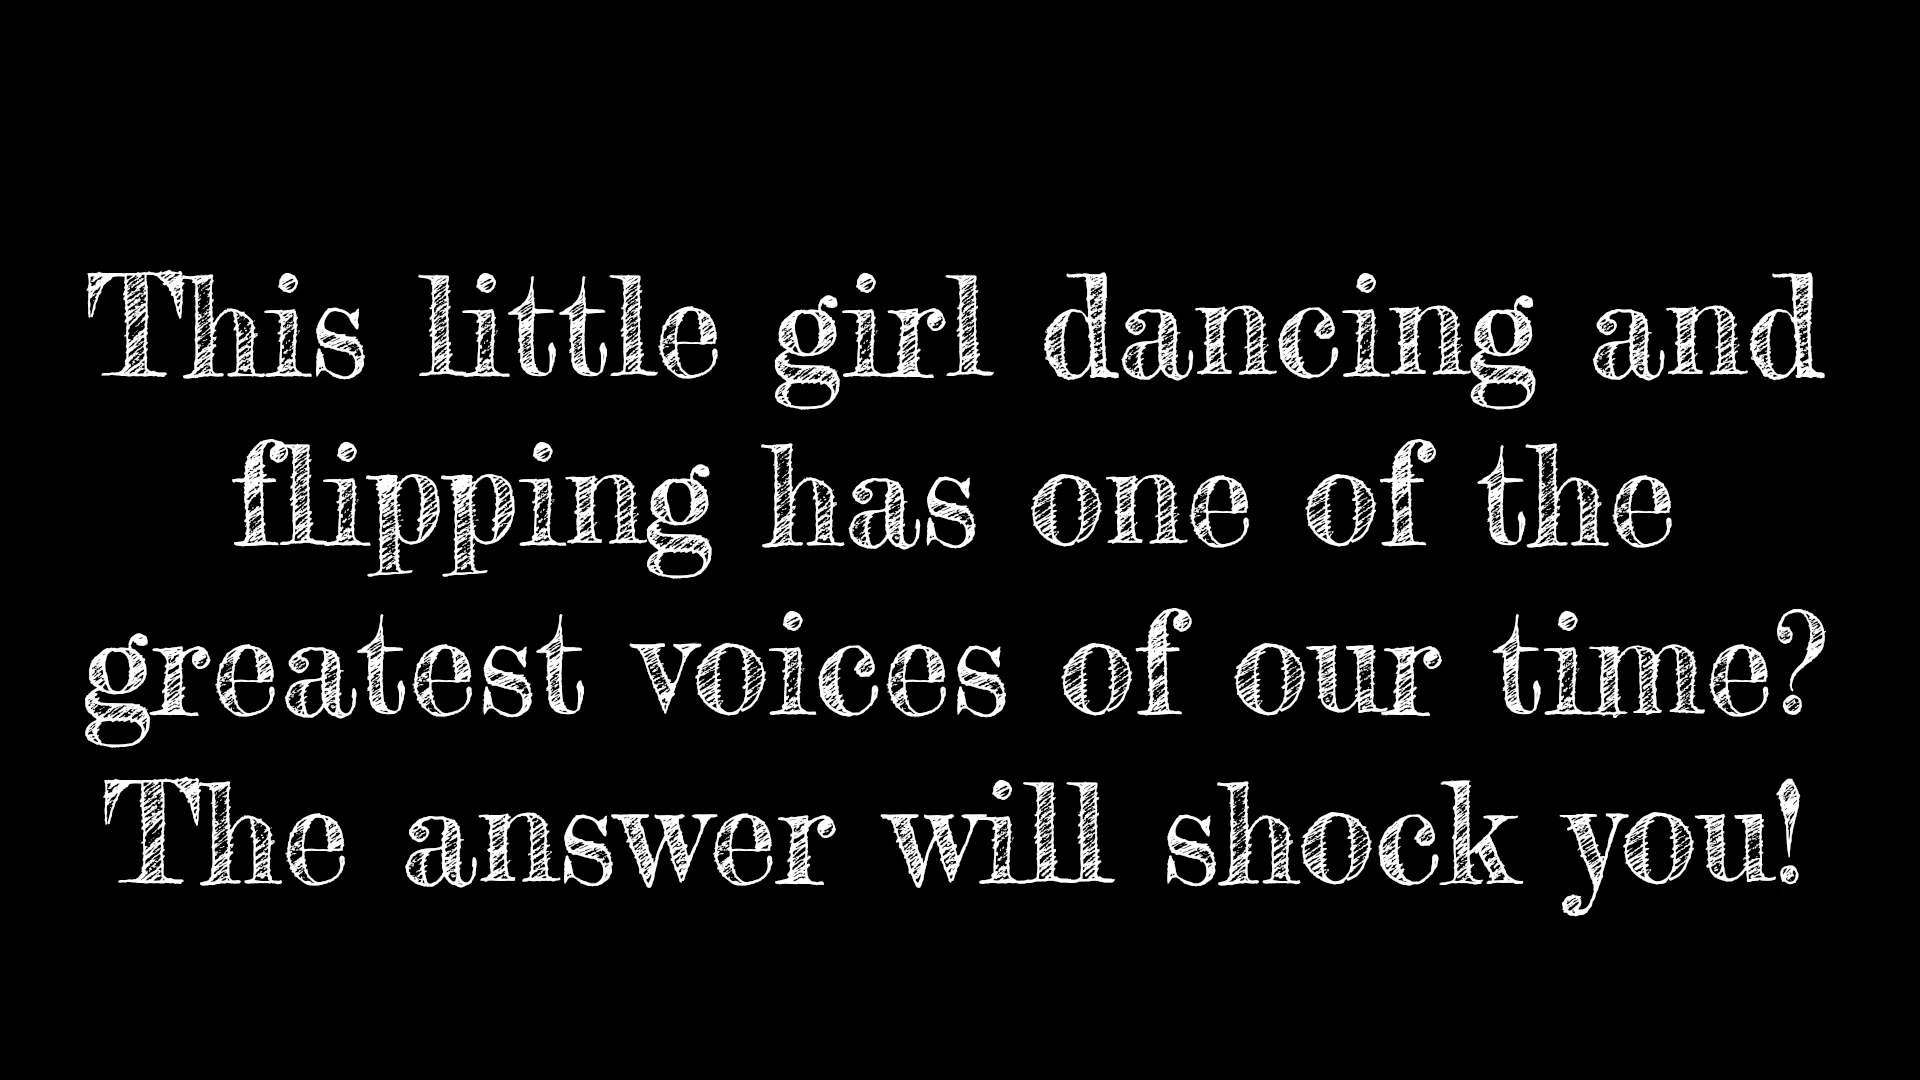 This little girl dancing and
flipping has one of the
greatest voices of our time?
The answer will shock you!